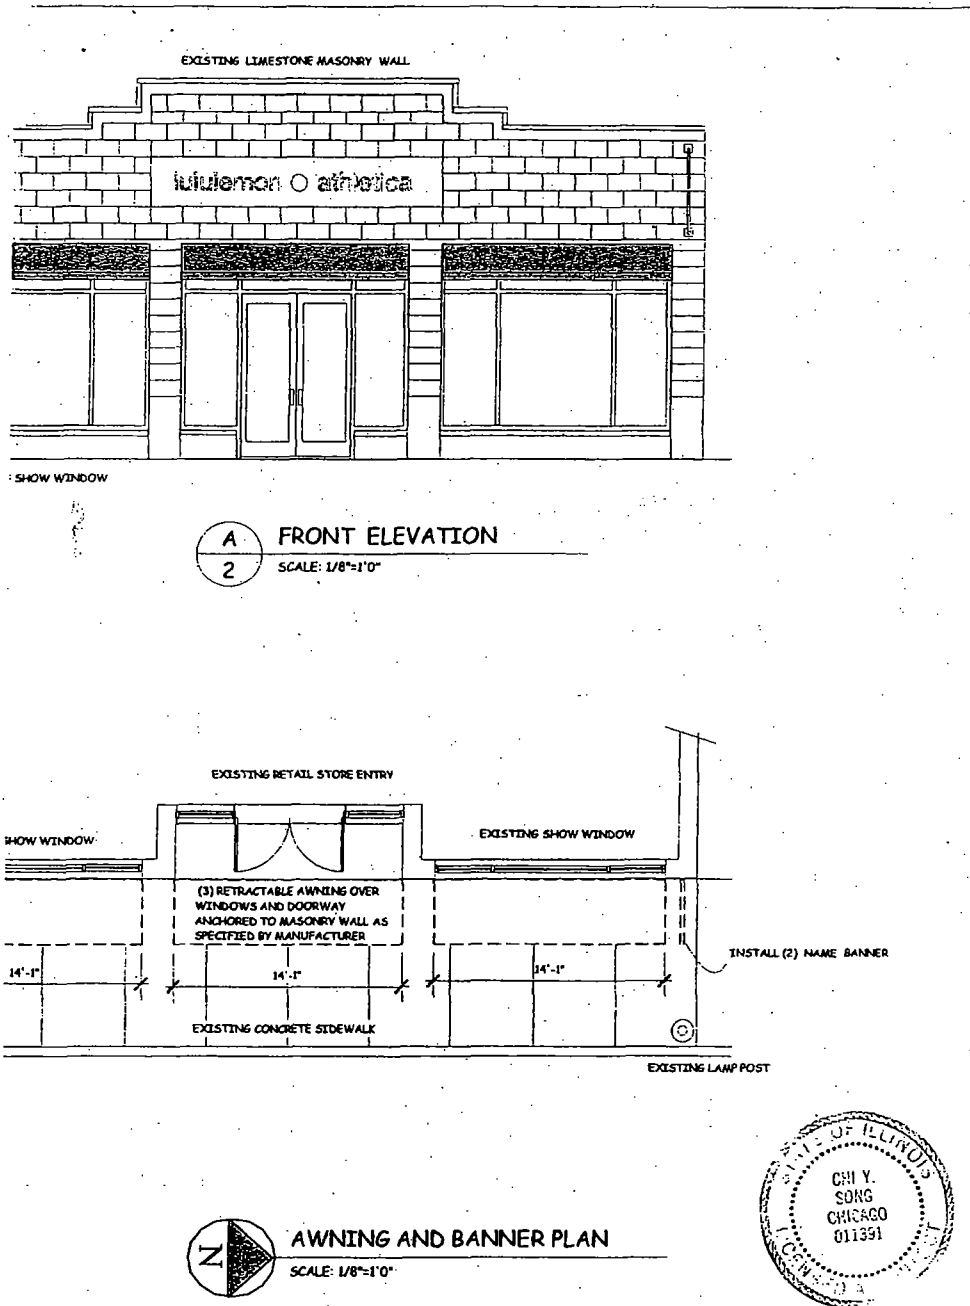 EXISTING LIMESTONE MASONRY WALL
lululemon athletica
SHOW WINDOW
A
2
FRONT ELEVATION
SCALE: 1/8"=1'0"
EXISTING RETAIL STORE ENTRY
SHOW WINDOW
EXISTING SHOW WINDOW
(3) RETRACTABLE AWNING OVER
WINDOWS AND DOORWAY
ANCHORED TO MASONRY WALL AS
SPECIFIED BY MANUFACTURER
INSTALL (2) NAME BANNER
14'-1"
14'-1"
14'-1"
EXISTING CONCRETE SIDEWALK
EXISTING LAMP POST
N
AWNING AND BANNER PLAN
SCALE: 1/8"=1'0"
STATE OF ILLINOIS
CHI Y.
SONG
CHICAGO
011391